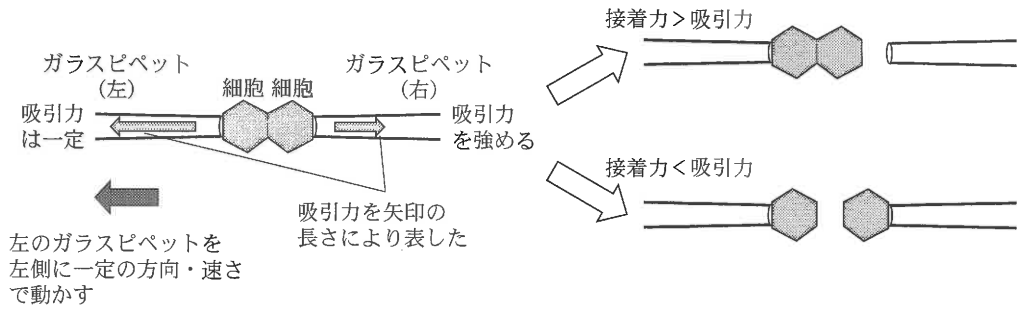 ガラスピペット
(左)
細胞 細胞
ガラスピペット
(右)
吸引力
は一定
吸引力
を強める
吸引力を矢印の
長さにより表した
左のガラスピペットを
左側に一定の方向・速さ
で動かす
接着力>吸引力
接着力<吸引力